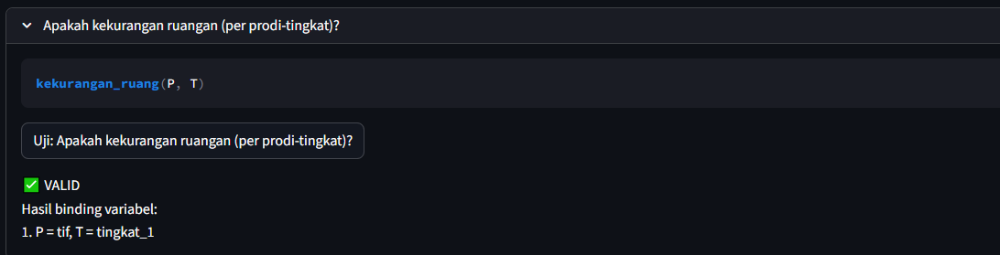 Apakah kekurangan ruangan (per prodi-tingkat)?
kekurangan_ruang(P, T)
Uji: Apakah kekurangan ruangan (per prodi-tingkat)?
✅ VALID
Hasil binding variabel:
1. P = tif, T = tingkat_1